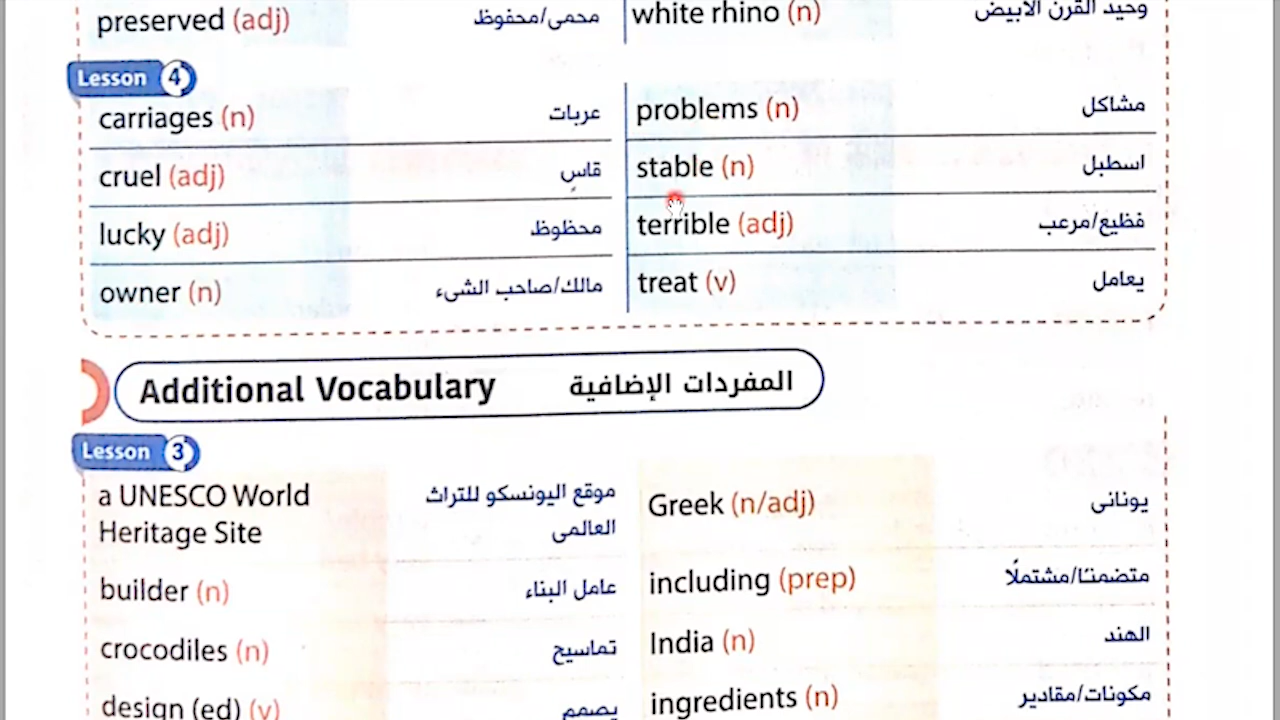 preserved (adj) محمى/محفوظ white rhino (n) وحيد القرن الأبيض
Lesson 4
carriages (n) عربات problems (n) مشاكل
cruel (adj) قاسٍ stable (n) اسطبل
lucky (adj) محظوظ terrible (adj) فظيع/مرعب
owner (n) مالك/صاحب الشىء treat (v) يعامل
Additional Vocabulary المفردات الإضافية
Lesson 3
a UNESCO World Heritage Site موقع اليونسكو للتراث العالمى Greek (n/adj) يونانى
builder (n) عامل البناء including (prep) متضمنًا/مشتملًا
crocodiles (n) تماسيح India (n) الهند
design (ed) (v) يصمم ingredients (n) مكونات/مقادير